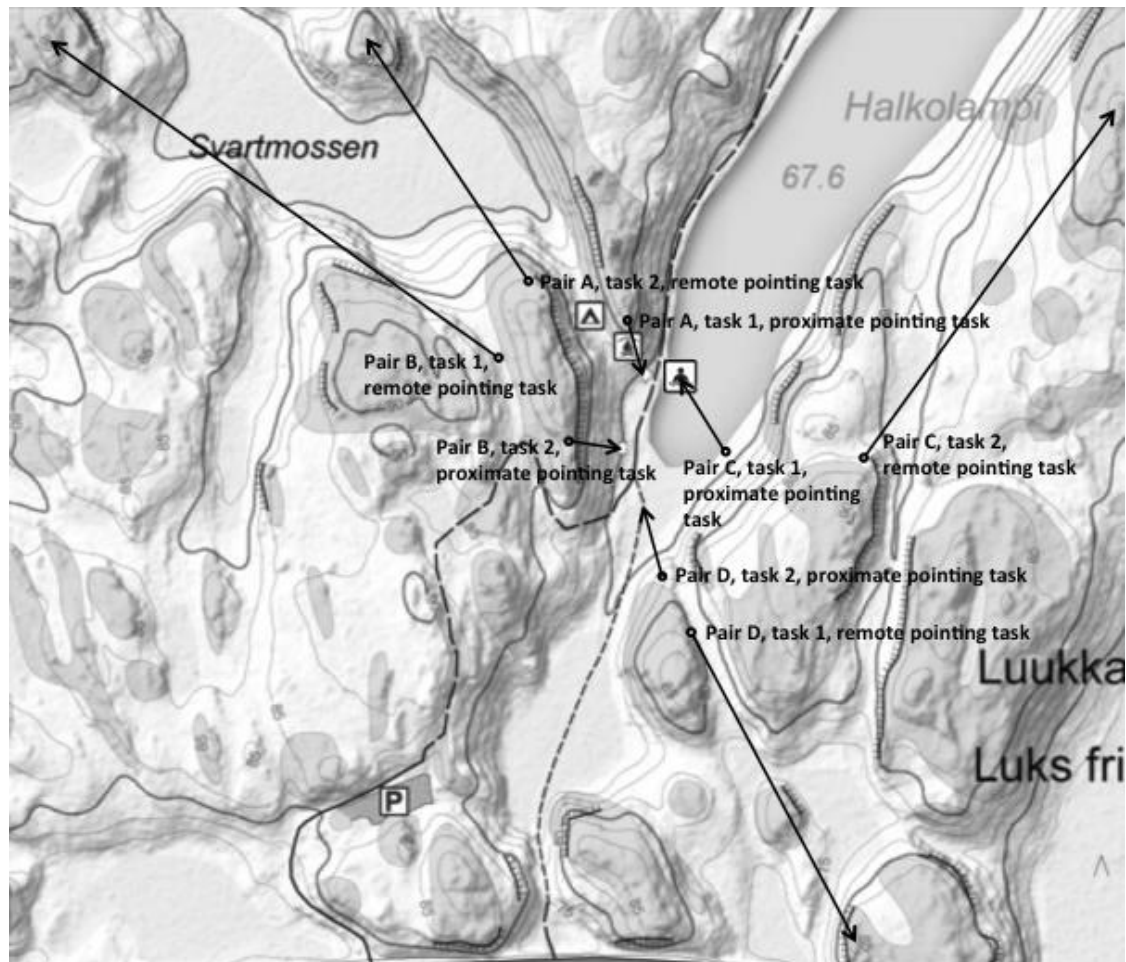 Halkolampi
Svartmossen
67.6
Pair A, task 2, remote pointing task
Pair A, task 1, proximate pointing task
Pair B, task 1,
remote pointing task
Pair B, task 2,
proximate pointing task
Pair C, task 1,
proximate pointing
task
Pair C, task 2,
remote pointing task
Pair D, task 2, proximate pointing task
Pair D, task 1, remote pointing task
Luukka
Luks fri
P